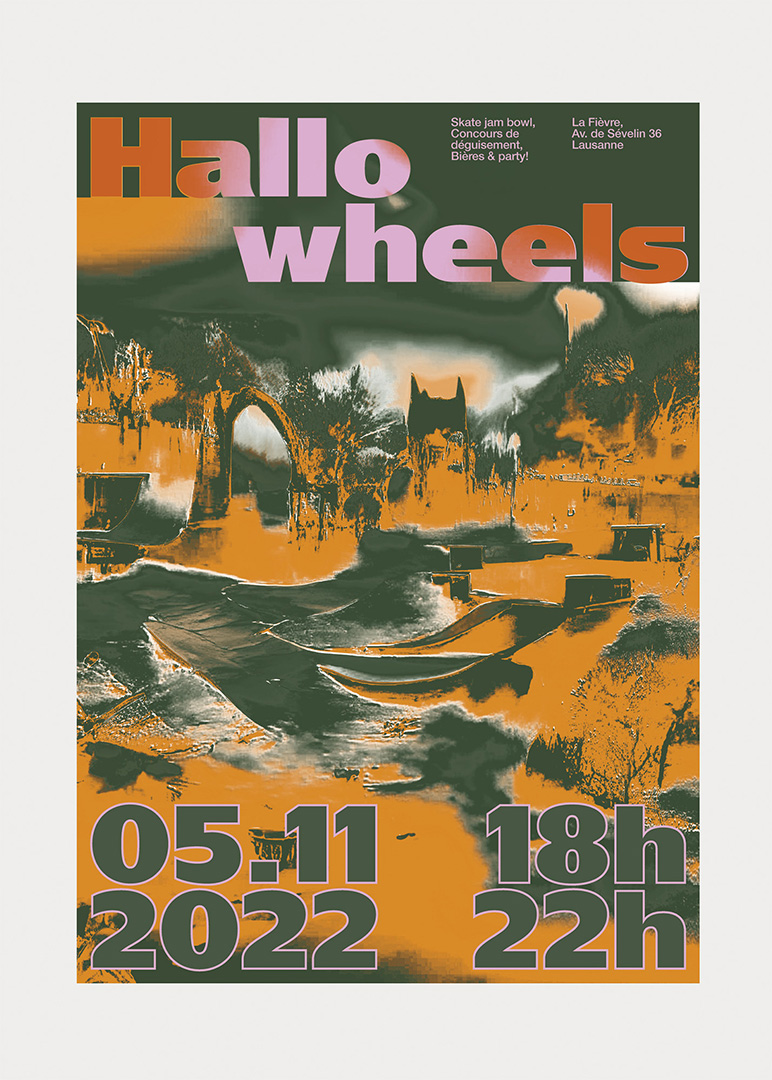 Hallo
wheels
Skate jam bowl,
Concours de
déguisement,
Bières & party!
La Fièvre,
Av. de Sévelin 36
Lausanne
05.11
2022
18h
22h